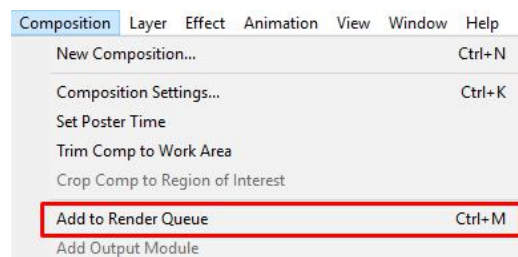 Composition Layer Effect Animation View Window Help
New Composition... Ctrl+N
Composition Settings... Ctrl+K
Set Poster Time
Trim Comp to Work Area
Crop Comp to Region of Interest
Add to Render Queue Ctrl+M
Add Output Module